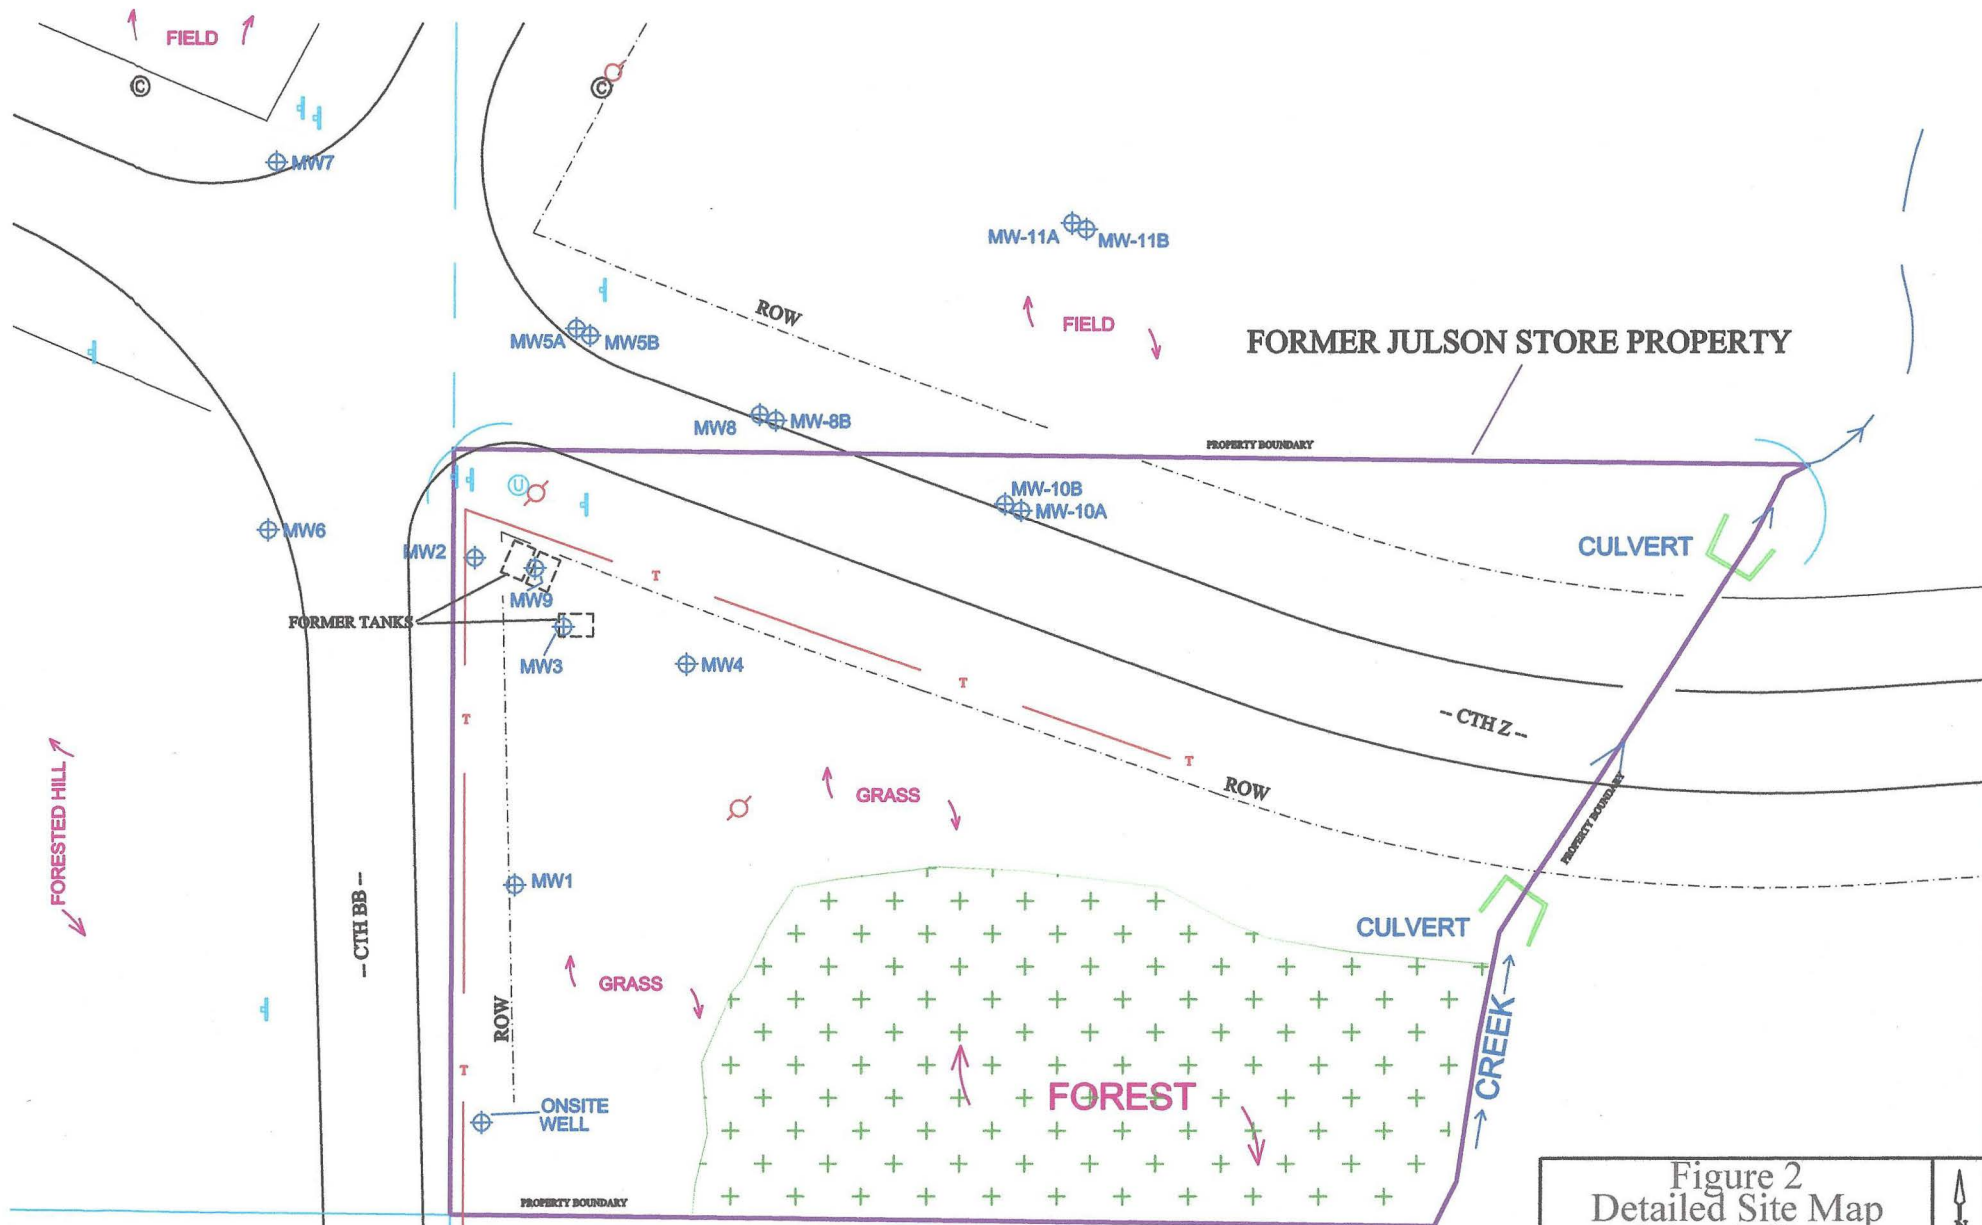 FIELD
©
©
MW7
MW-11A
MW-11B
ROW
FIELD
MW5A
MW5B
FORMER JULSON STORE PROPERTY
MW8
MW-8B
PROPERTY BOUNDARY
U
MW-10B
MW-10A
MW6
MW2
CULVERT
T
MW9
FORMER TANKS
MW3
MW4
T
T
-- CTH Z --
T
ROW
GRASS
FORESTED HILL
PROPERTY BOUNDARY
MW1
-- CTH BB --
CULVERT
GRASS
ROW
CREEK
T
FOREST
ONSITE
WELL
PROPERTY BOUNDARY
Figure 2
Detailed Site Map
N